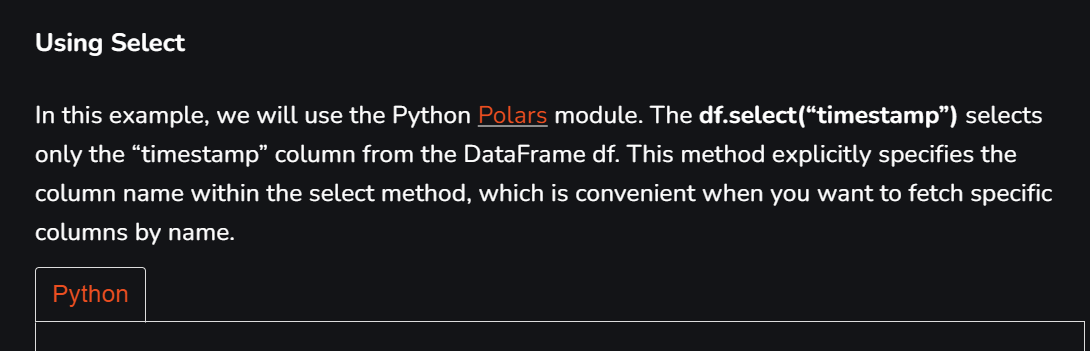 Using Select
In this example, we will use the Python Polars module. The df.select(“timestamp”) selects
only the “timestamp” column from the DataFrame df. This method explicitly specifies the
column name within the select method, which is convenient when you want to fetch specific
columns by name.
Python